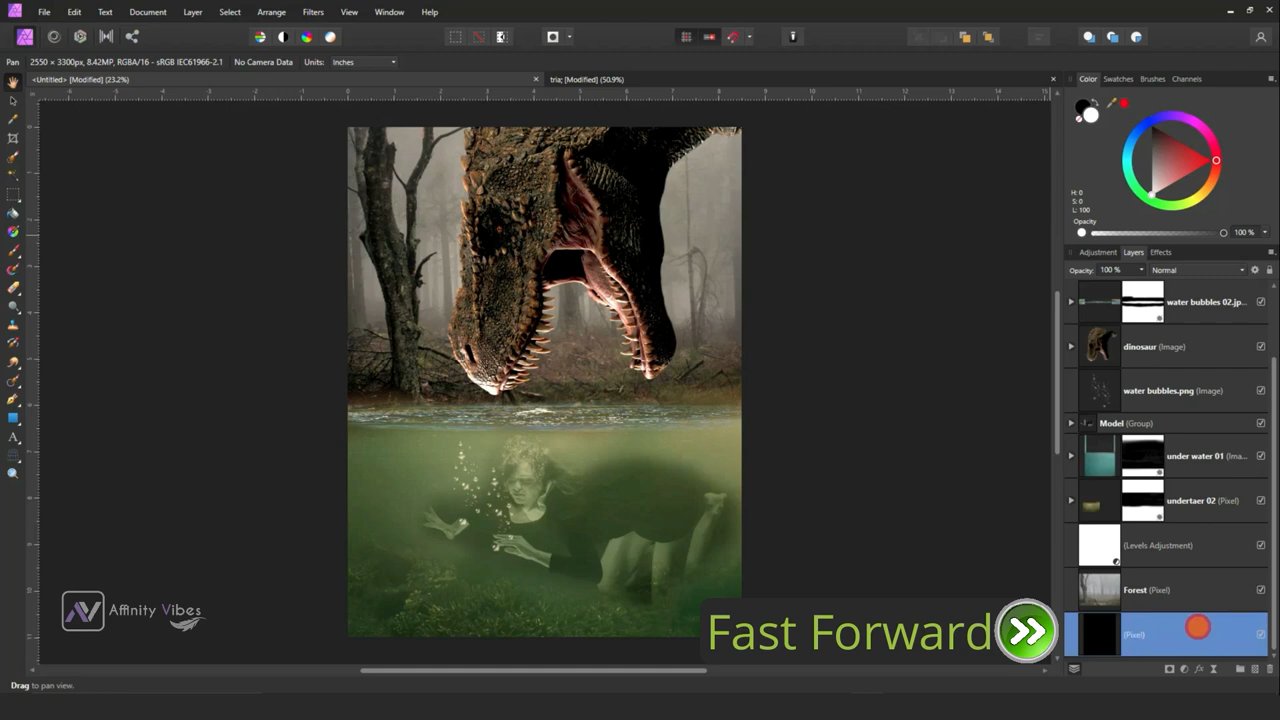 File Edit Text Document Layer Select Arrange Filters View Window Help
Pan 2550 × 3300px, 8.42MP, RGBA/16 - sRGB IEC61966-2.1 No Camera Data Units: Inches
<Untitled> [Modified] (23.2%)
tria; [Modified] (50.9%)
Color Swatches Brushes Channels
H: 0
S: 0
L: 100
Opacity
100 %
Adjustment Layers Effects
Opacity: 100 % Normal
water bubbles 02.jp...
dinosaur (Image)
water bubbles.png (Image)
Model (Group)
under water 01 (Ima...
undertaer 02 (Pixel)
(Levels Adjustment)
Forest (Pixel)
(Pixel)
AV Affinity Vibes
Fast Forward
Drag to pan view.